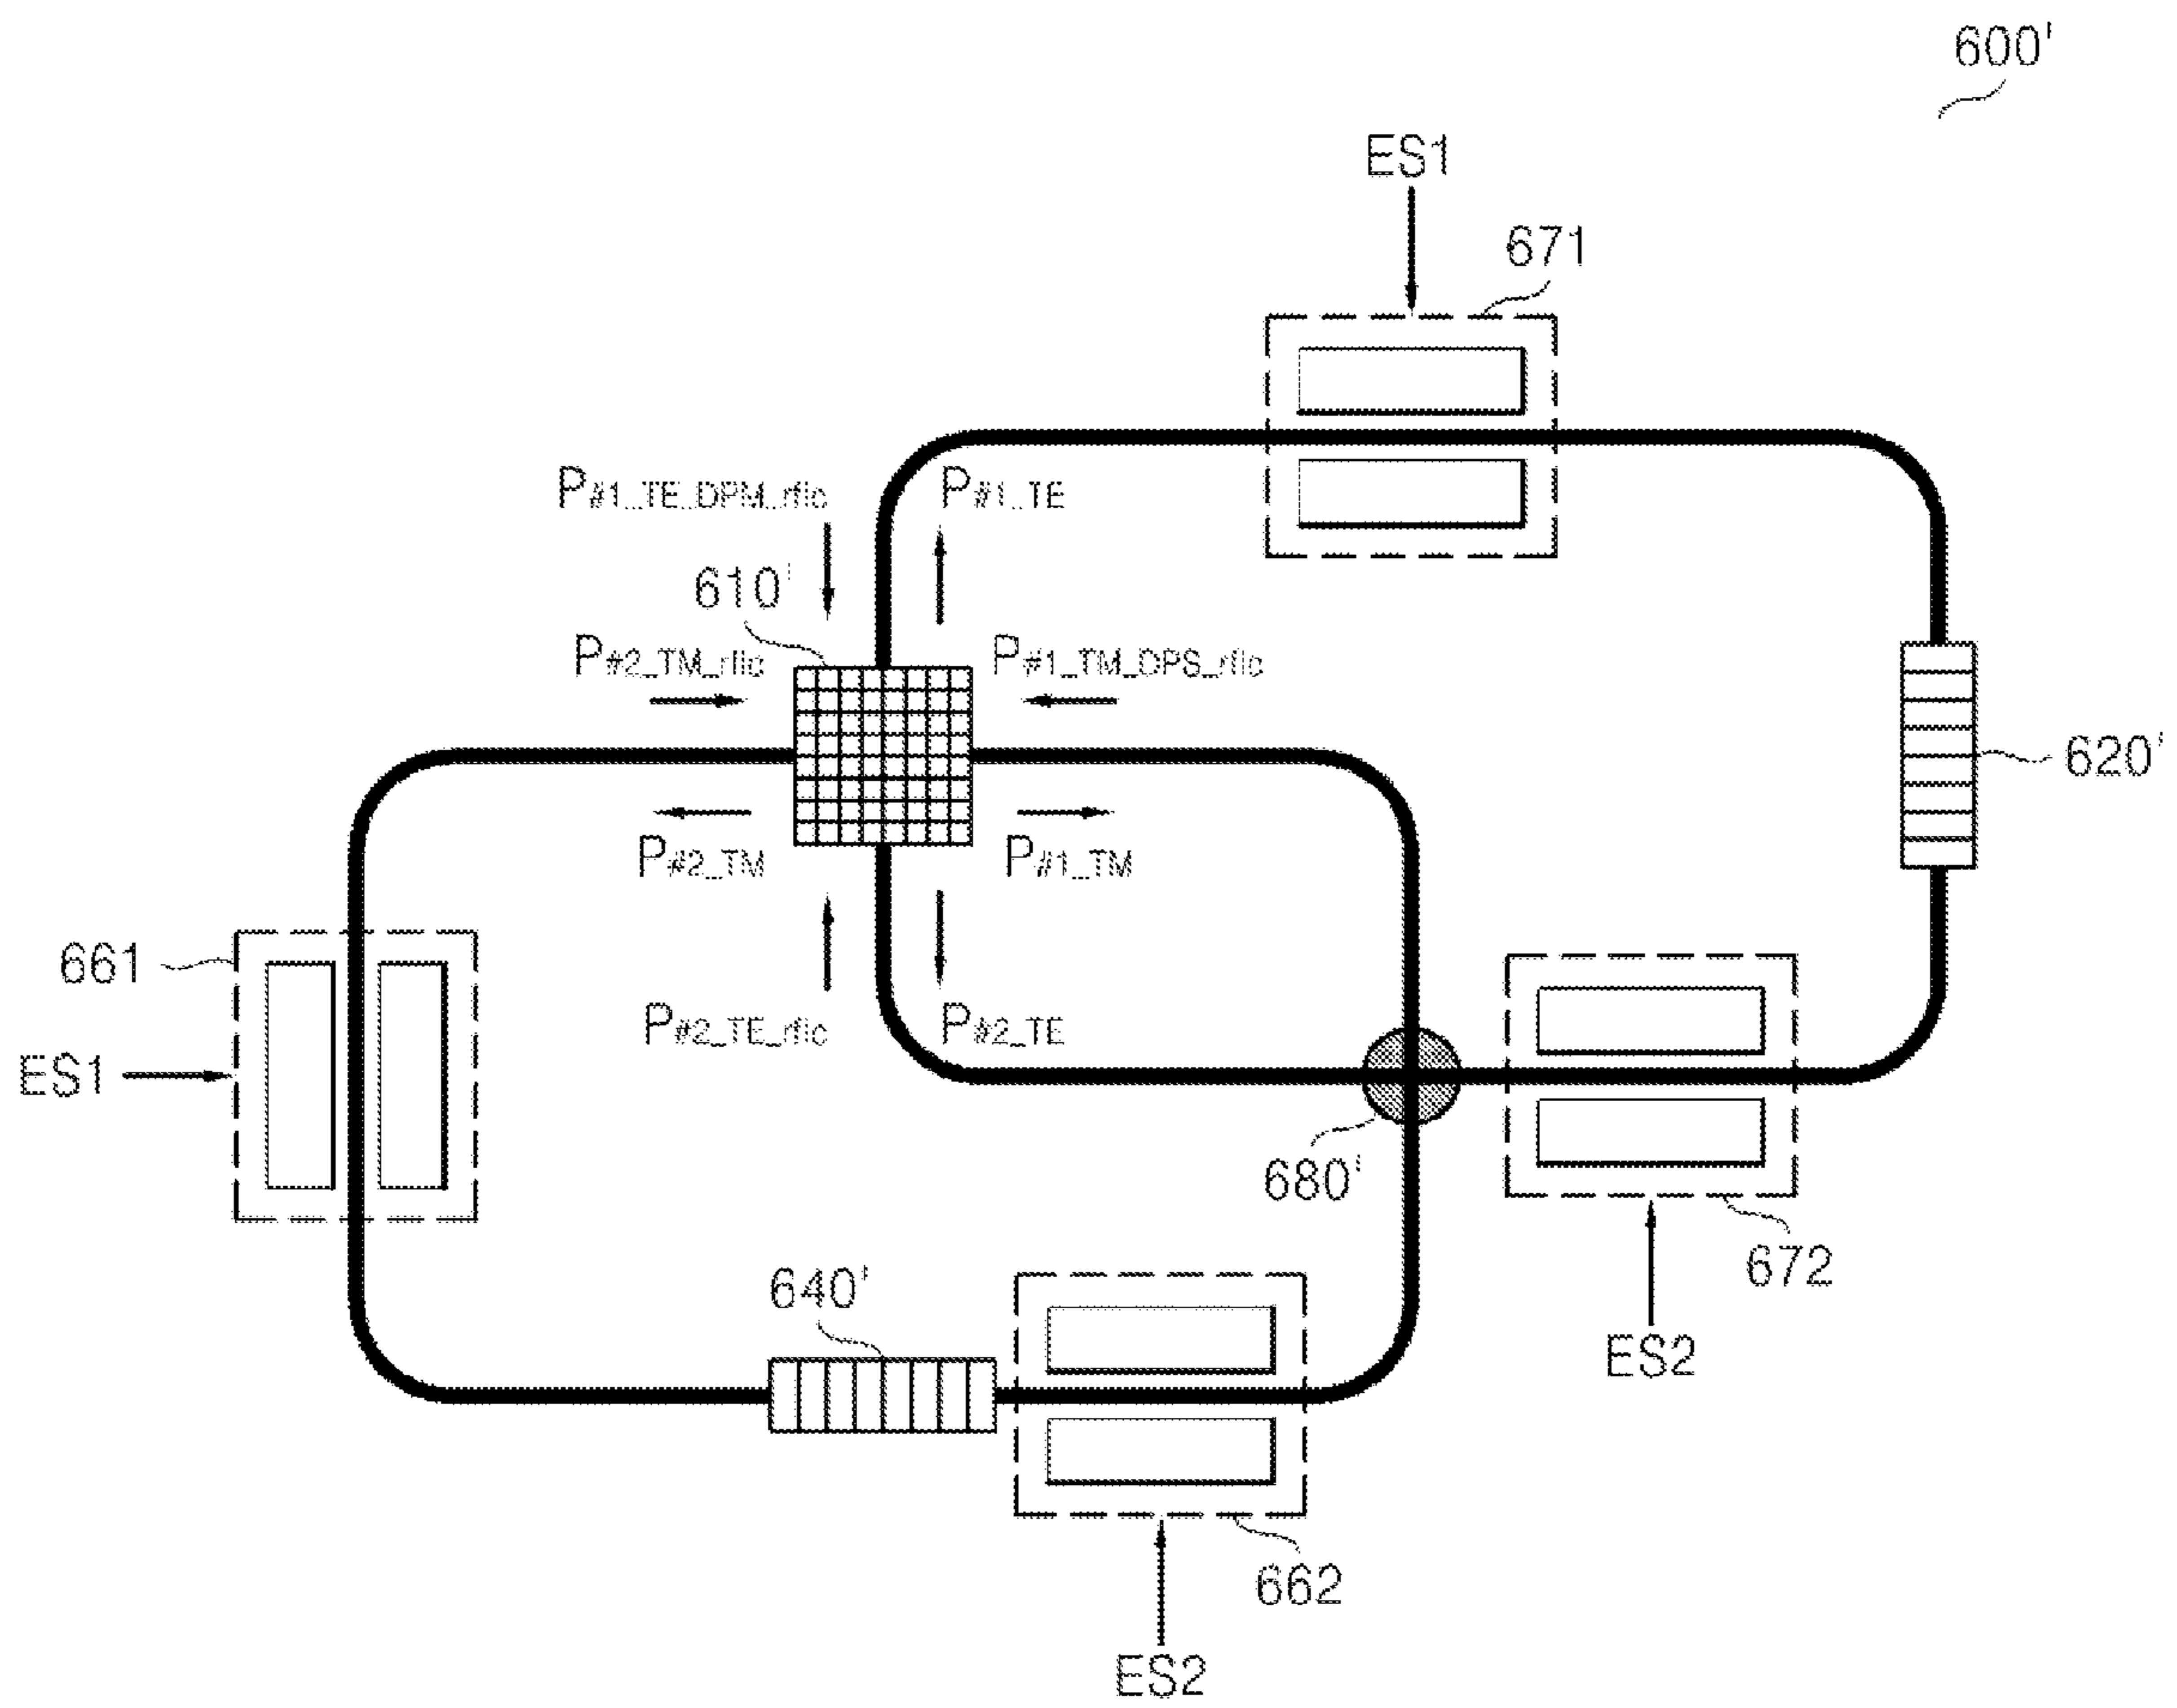 600'
ES1
671
P#1_TE_DPM_rflc
P#1_TE
610'
P#2_TM_rflc
P#1_TM_DPS_rflc
620'
P#2_TM
P#1_TM
661
P#2_TE_rflc
P#2_TE
ES1
680'
672
640'
ES2
662
ES2